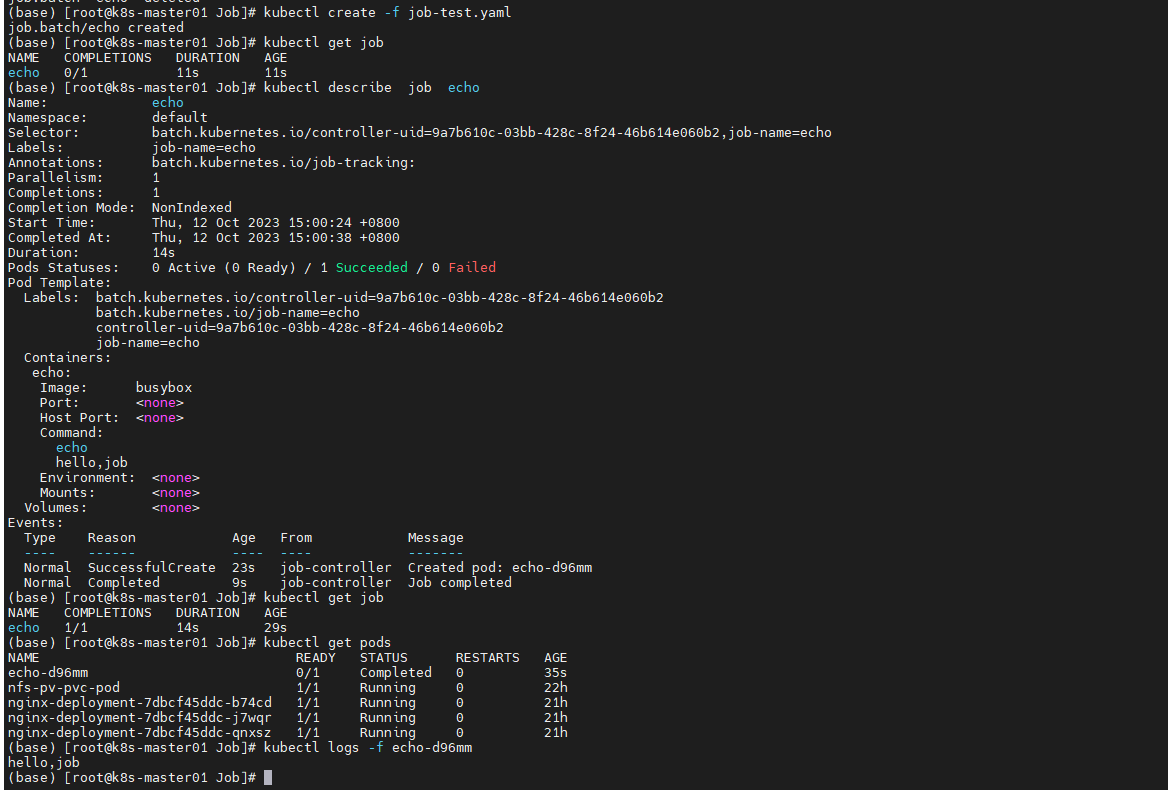 (base) [root@k8s-master01 Job]# kubectl create -f job-test.yaml
job.batch/echo created
(base) [root@k8s-master01 Job]# kubectl get job
NAME   COMPLETIONS   DURATION   AGE
echo   0/1           11s        11s
(base) [root@k8s-master01 Job]# kubectl describe  job  echo
Name:             echo
Namespace:        default
Selector:         batch.kubernetes.io/controller-uid=9a7b610c-03bb-428c-8f24-46b614e060b2,job-name=echo
Labels:           job-name=echo
Annotations:      batch.kubernetes.io/job-tracking:
Parallelism:      1
Completions:      1
Completion Mode:  NonIndexed
Start Time:       Thu, 12 Oct 2023 15:00:24 +0800
Completed At:     Thu, 12 Oct 2023 15:00:38 +0800
Duration:         14s
Pods Statuses:    0 Active (0 Ready) / 1 Succeeded / 0 Failed
Pod Template:
  Labels:  batch.kubernetes.io/controller-uid=9a7b610c-03bb-428c-8f24-46b614e060b2
           batch.kubernetes.io/job-name=echo
           controller-uid=9a7b610c-03bb-428c-8f24-46b614e060b2
           job-name=echo
  Containers:
   echo:
    Image:      busybox
    Port:       <none>
    Host Port:  <none>
    Command:
      echo
      hello,job
    Environment:  <none>
    Mounts:       <none>
  Volumes:        <none>
Events:
  Type    Reason            Age   From            Message
  ----    ------            ----  ----            -------
  Normal  SuccessfulCreate  23s   job-controller  Created pod: echo-d96mm
  Normal  Completed         9s    job-controller  Job completed
(base) [root@k8s-master01 Job]# kubectl get job
NAME   COMPLETIONS   DURATION   AGE
echo   1/1           14s        29s
(base) [root@k8s-master01 Job]# kubectl get pods
NAME                                READY   STATUS      RESTARTS   AGE
echo-d96mm                          0/1     Completed   0          35s
nfs-pv-pvc-pod                      1/1     Running     0          22h
nginx-deployment-7dbcf45ddc-b74cd   1/1     Running     0          21h
nginx-deployment-7dbcf45ddc-j7wqr   1/1     Running     0          21h
nginx-deployment-7dbcf45ddc-qnxsz   1/1     Running     0          21h
(base) [root@k8s-master01 Job]# kubectl logs -f echo-d96mm
hello,job
(base) [root@k8s-master01 Job]#